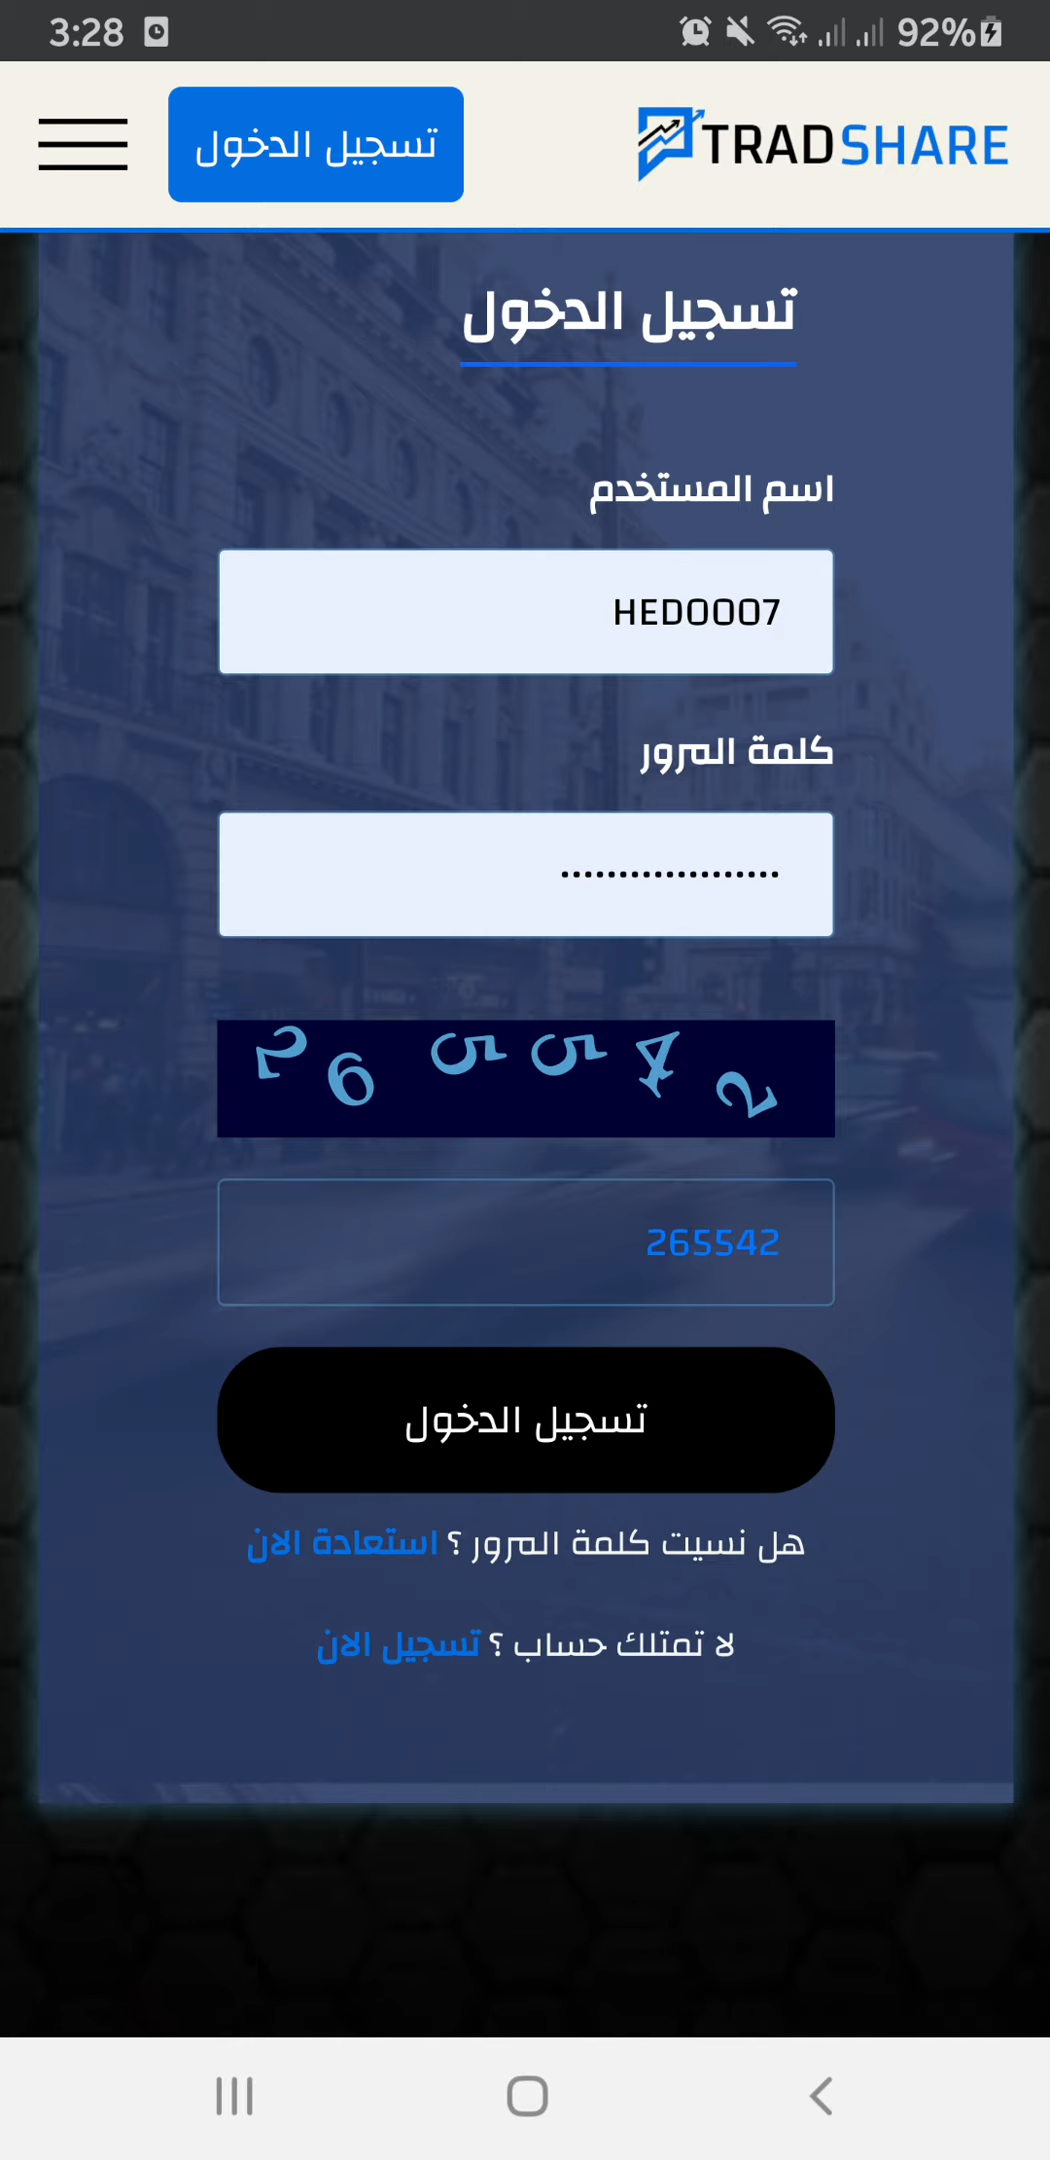 3:28 92%
تسجيل الدخول TRADSHARE
تسجيل الدخول
اسم المستخدم
HED0007
كلمة المرور
...................
265542
265542
تسجيل الدخول
هل نسيت كلمة المرور ؟ استعادة الان
لا تمتلك حساب ؟ تسجيل الان